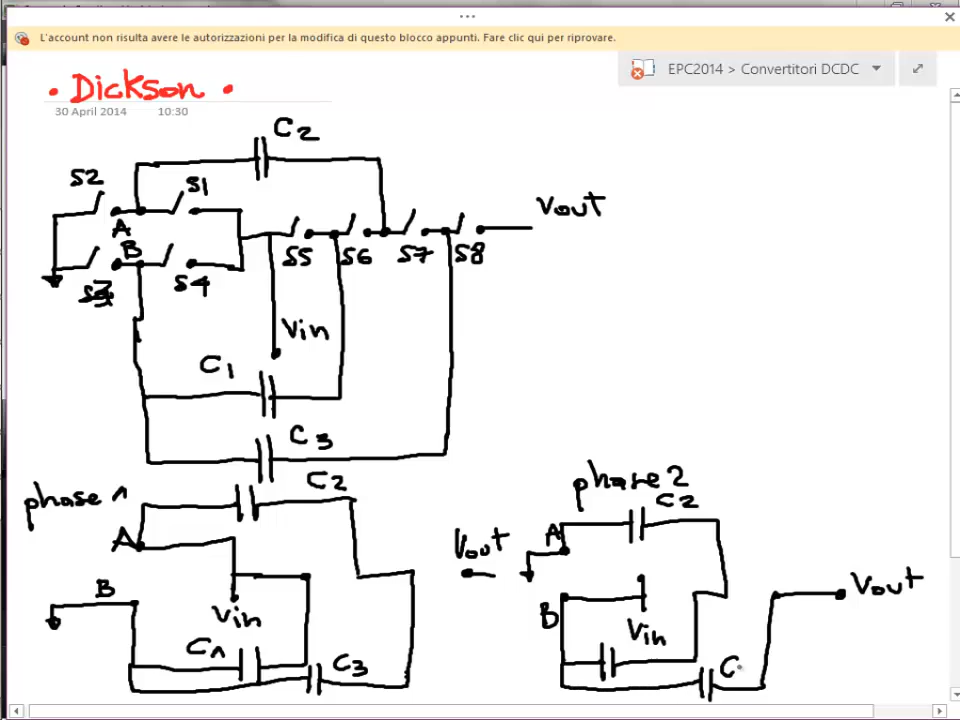 L'account non risulta avere le autorizzazioni per la modifica di questo blocco appunti. Fare clic qui per riprovare.
EPC2014 > Convertitori DCDC
• Dickson •
30 April 2014 10:30
C2
S2
S1
Vout
A
B
S5
S6
S7
S8
S3
S4
Vin
C1
C3
phase 1
C2
A
B
Vin
C1
C3
Vout
phase 2
C2
A
B
Vin
Vout
C